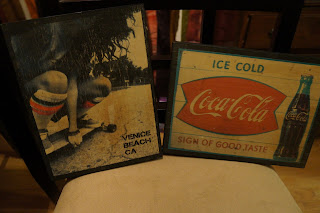 VENICE
BEACH
CA
ICE COLD
Coca-Cola
SIGN OF GOOD TASTE